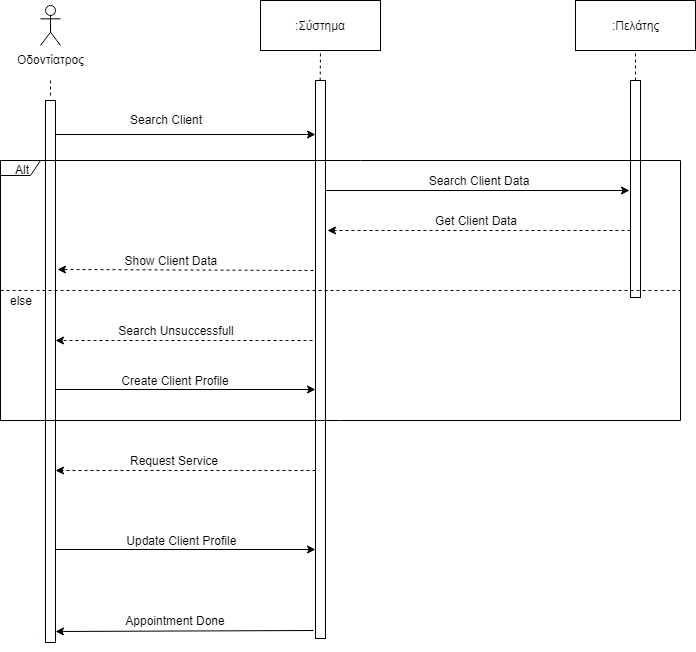 :Σύστημα
:Πελάτης
Οδοντίατρος
Search Client
Alt
Search Client Data
Get Client Data
Show Client Data
else
Search Unsuccessfull
Create Client Profile
Request Service
Update Client Profile
Appointment Done